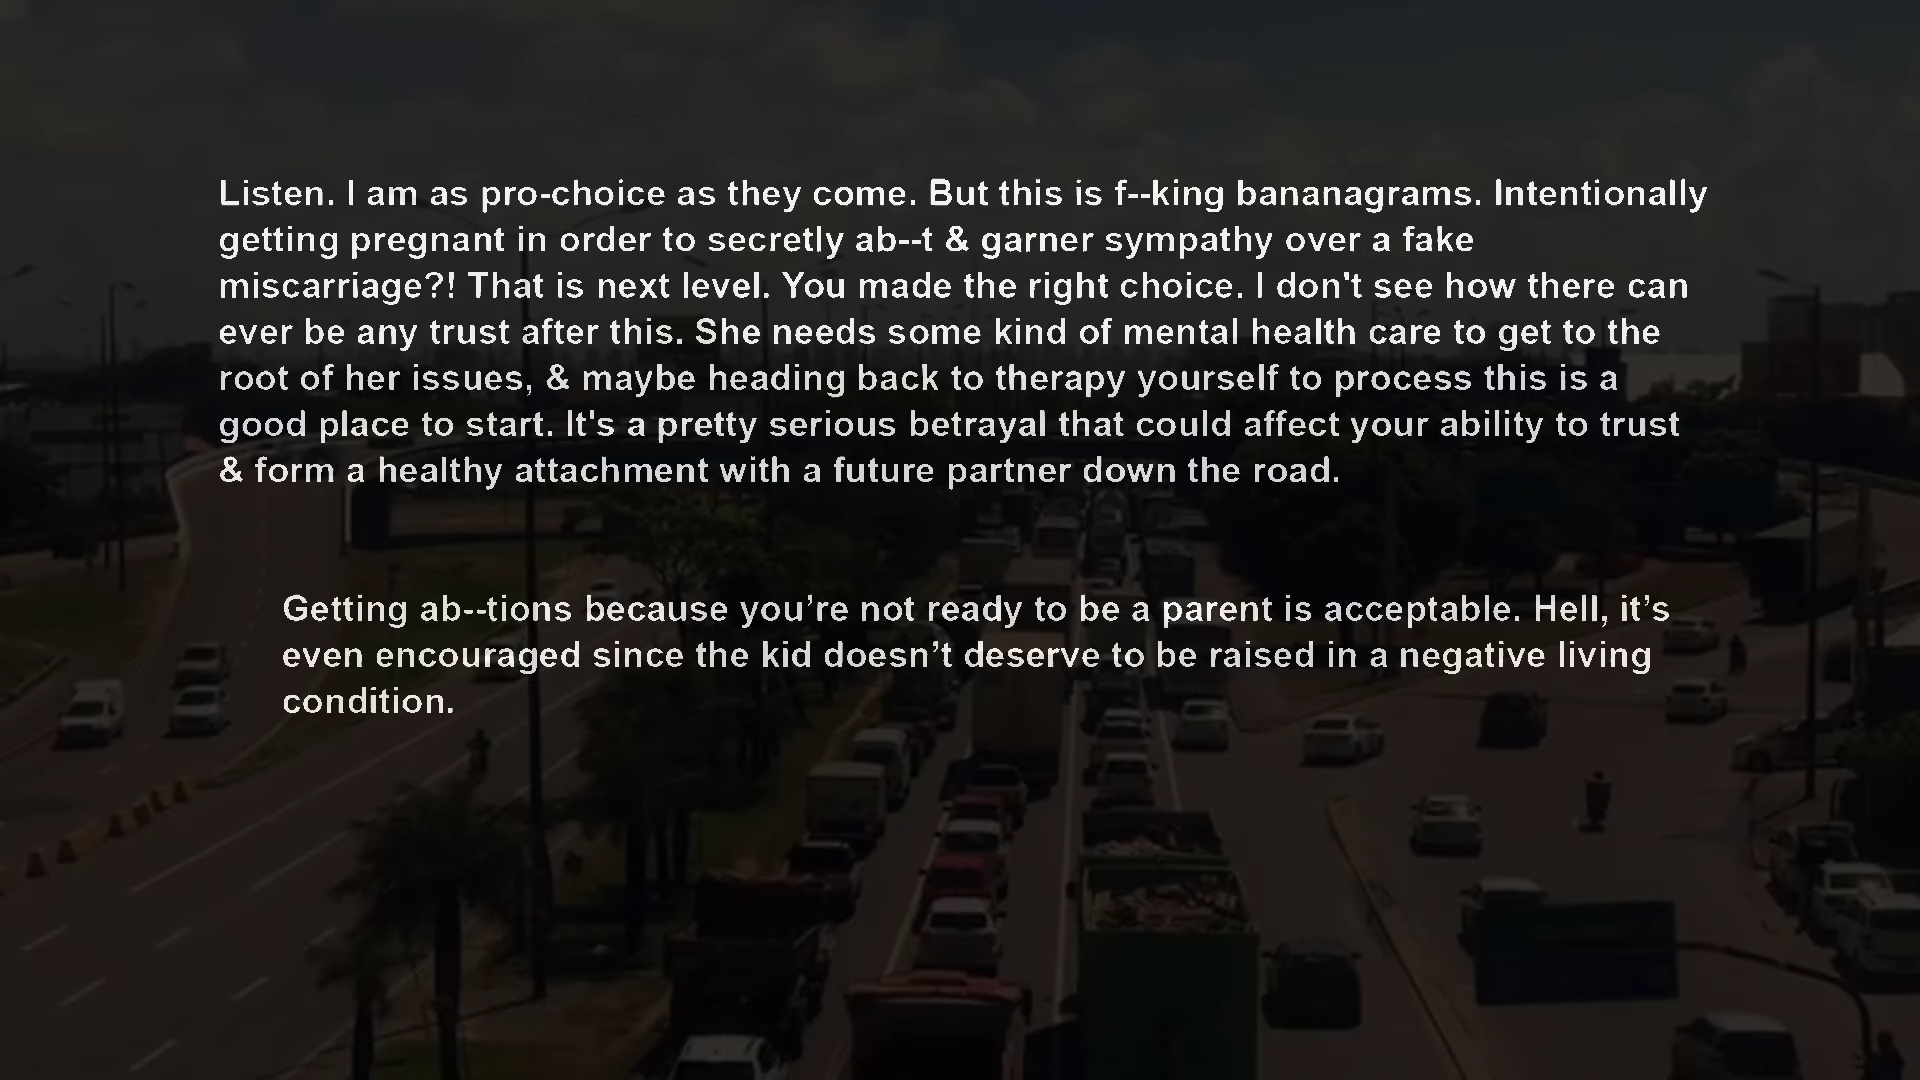 Listen. I am as pro-choice as they come. But this is f--king bananagrams. Intentionally
getting pregnant in order to secretly ab--t & garner sympathy over a fake
miscarriage?! That is next level. You made the right choice. I don't see how there can
ever be any trust after this. She needs some kind of mental health care to get to the
root of her issues, & maybe heading back to therapy yourself to process this is a
good place to start. It's a pretty serious betrayal that could affect your ability to trust
& form a healthy attachment with a future partner down the road.
Getting ab--tions because you’re not ready to be a parent is acceptable. Hell, it’s
even encouraged since the kid doesn’t deserve to be raised in a negative living
condition.